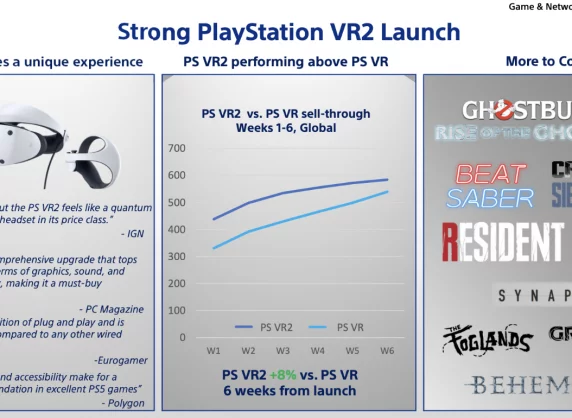 Game & Netwo
Strong PlayStation VR2 Launch
es a unique experience
ut the PS VR2 feels like a quantum
headset in its price class."
- IGN
mprehensive upgrade that tops
erms of graphics, sound, and
, making it a must-buy
- PC Magazine
ition of plug and play and is
ompared to any other wired
-Eurogamer
nd accessibility make for a
ndation in excellent PS5 games"
- Polygon
PS VR2 performing above PS VR
PS VR2 vs. PS VR sell-through
Weeks 1-6, Global
700
600
500
400
300
200
100
0
PS VR2 PS VR
W1 W2 W3 W4 W5 W6
PS VR2 +8% vs. PS VR
6 weeks from launch
More to Co
GHOSTBU
RISE OF THE GHO
BEAT
SABER
CR
SIE
RESIDENT
SYNAP
THE FOGLANDS
GR
BEHEM